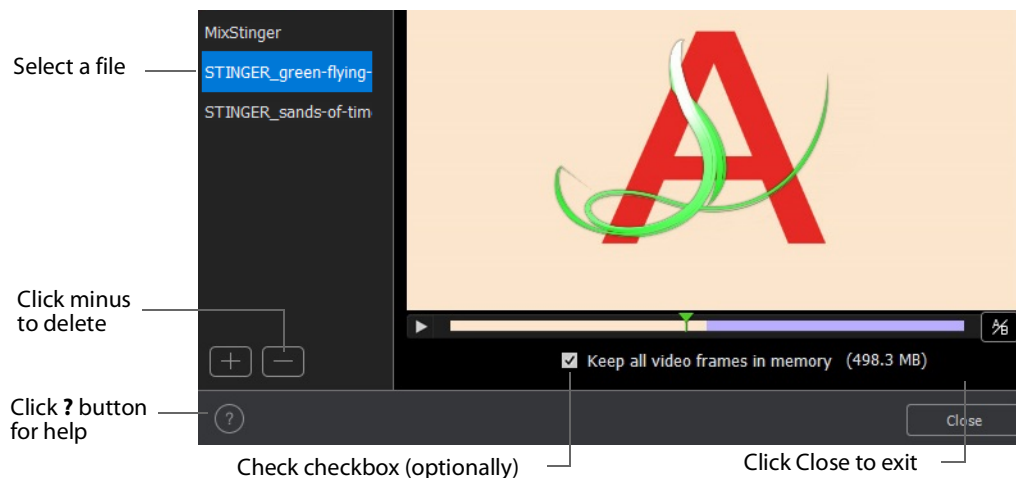 MixStinger
Select a file
STINGER_green-flying-
STINGER_sands-of-tim
A
Click minus
to delete
A/B
Keep all video frames in memory (498.3 MB)
Click ? button
for help
?
Close
Check checkbox (optionally)
Click Close to exit